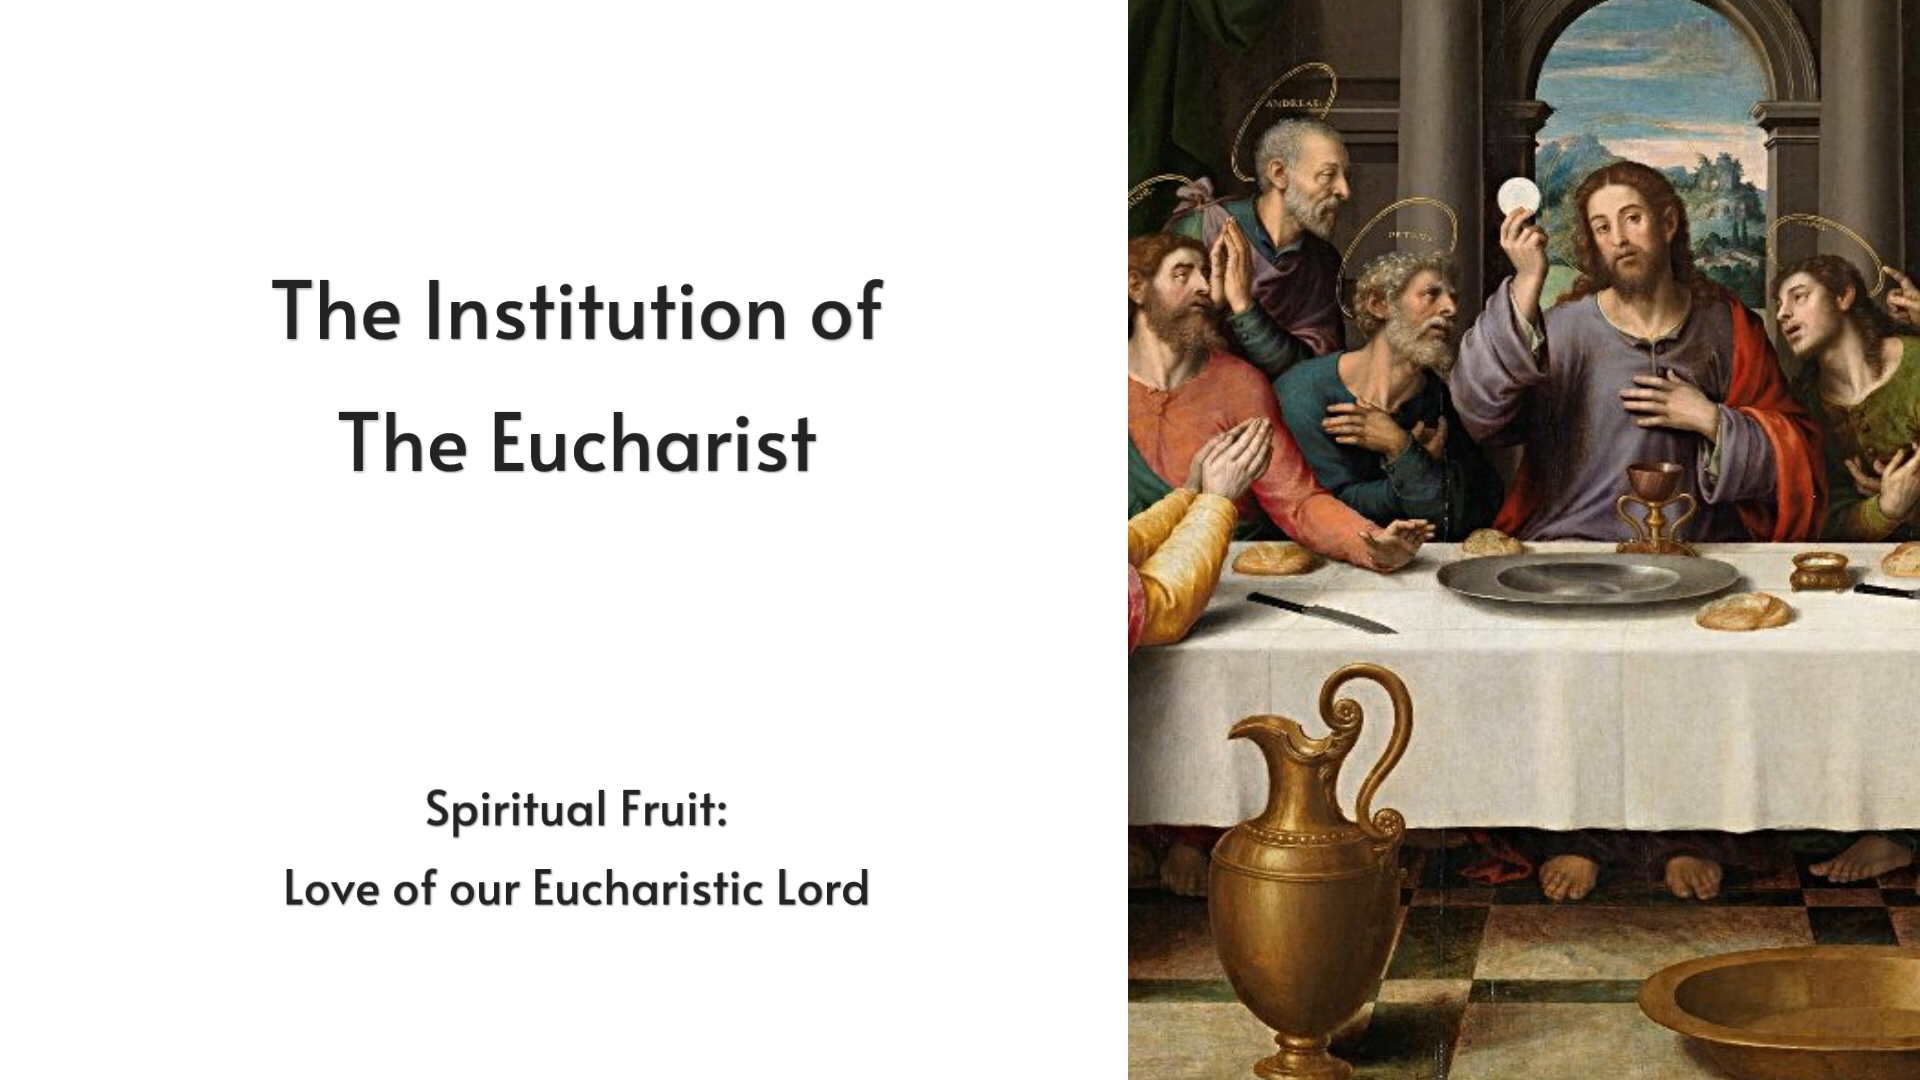 The Institution of
The Eucharist
Spiritual Fruit:
Love of our Eucharistic Lord
ANDREAS
PETRVS